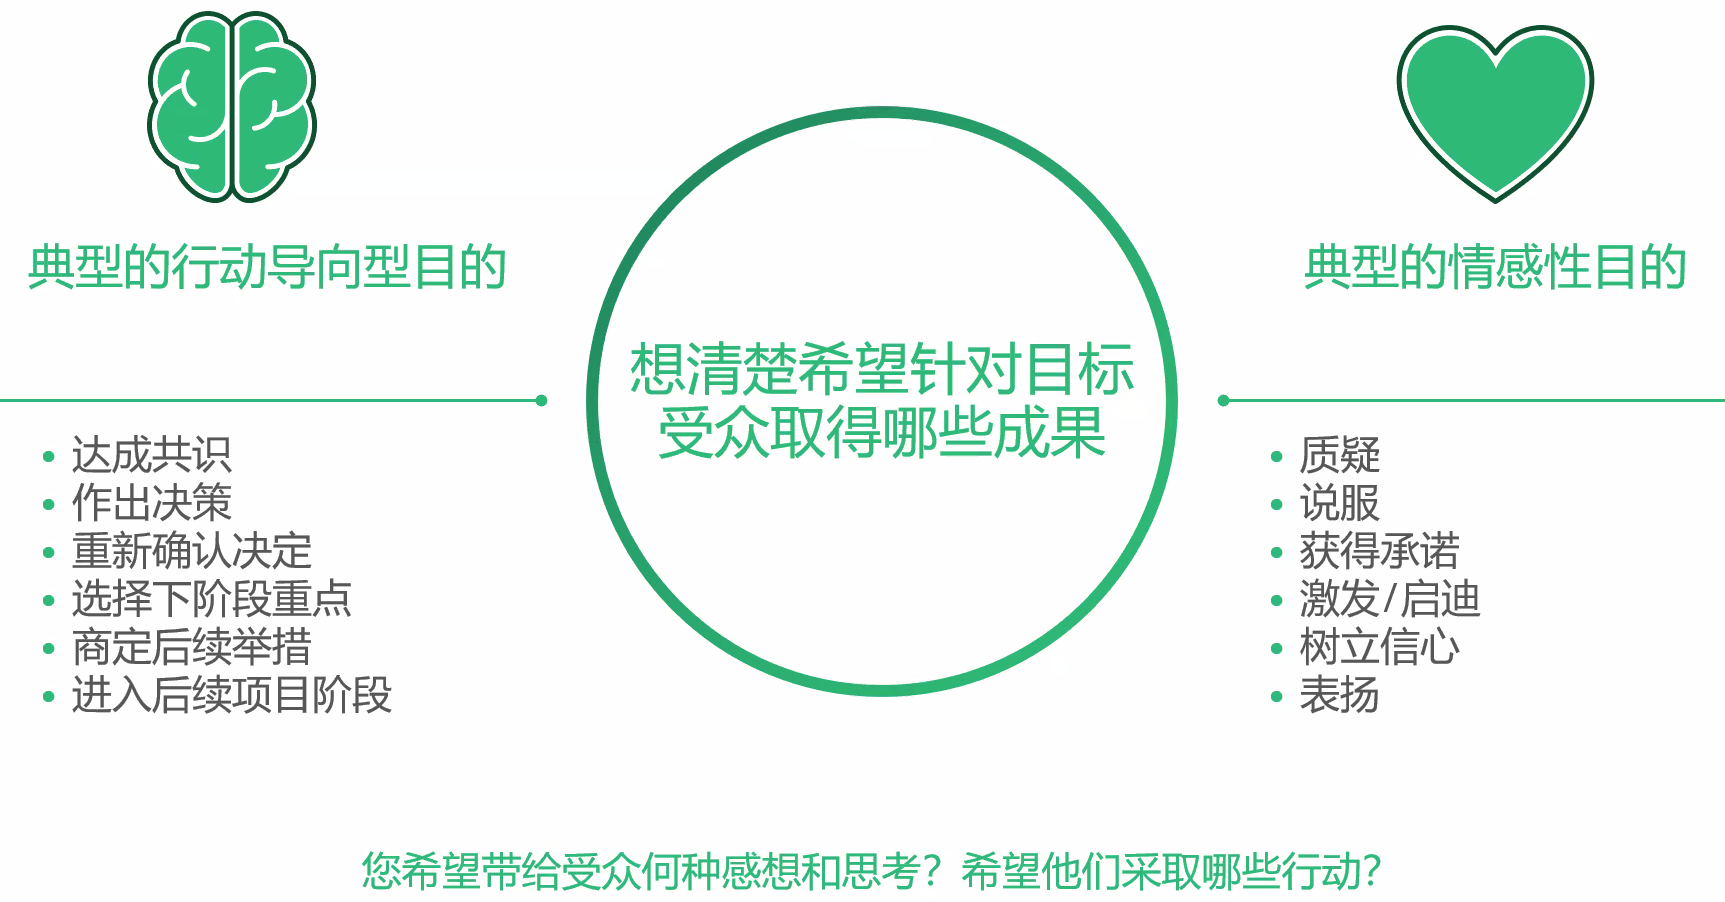 典型的行动导向型目的
达成共识
作出决策
重新确认决定
选择下阶段重点
商定后续举措
进入后续项目阶段
想清楚希望针对目标
受众取得哪些成果
典型的情感性目的
质疑
说服
获得承诺
激发/启迪
树立信心
表扬
您希望带给受众何种感想和思考？希望他们采取哪些行动？